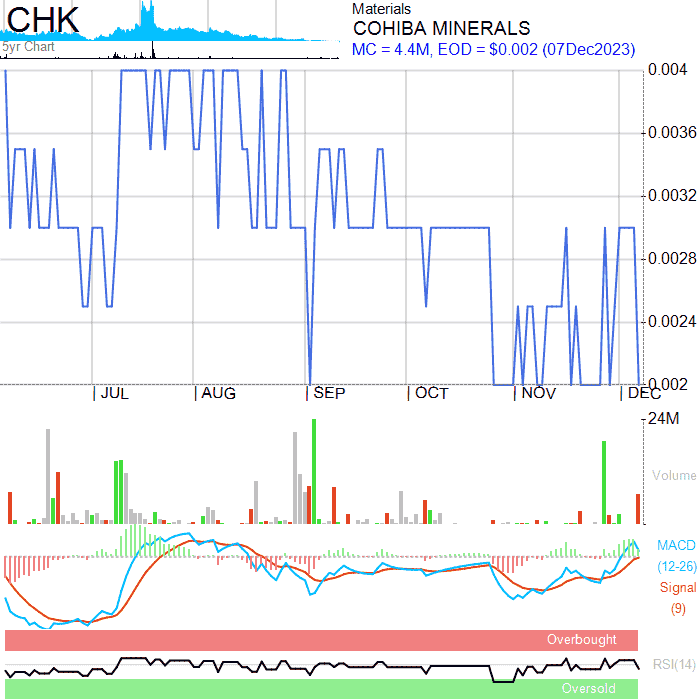 CHK
5yr Chart
Materials
COHIBA MINERALS
MC = 4.4M, EOD = $0.002 (07Dec2023)
0.004
0.0036
0.0032
0.0028
0.0024
0.002
JUL AUG SEP OCT NOV DEC
24M
Volume
MACD
(12-26)
Signal
(9)
Overbought
RSI(14)
Oversold